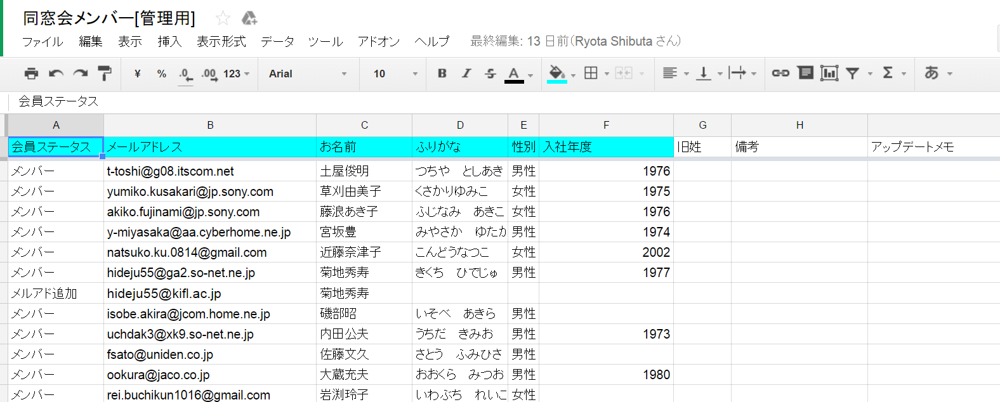 同窓会メンバー[管理用]
ファイル 編集 表示 挿入 表示形式 データ ツール アドオン ヘルプ 最終編集: 13 日前（Ryota Shibuta さん）
¥ % .0 .00 123 Arial 10 B I S A Σ あ
会員ステータス
A B C D E F G H
会員ステータス メールアドレス お名前 ふりがな 性別 入社年度 旧姓 備考 アップデートメモ
メンバー t-toshi@g08.itscom.net 土屋俊明 つちや　としあき 男性 1976
メンバー yumiko.kusakari@jp.sony.com 草刈由美子 くさかりゆみこ 女性 1975
メンバー akiko.fujinami@jp.sony.com 藤浪あき子 ふじなみ　あきこ 女性 1976
メンバー y-miyasaka@aa.cyberhome.ne.jp 宮坂豊 みやさか　ゆたか 男性 1974
メンバー natsuko.ku.0814@gmail.com 近藤奈津子 こんどうなつこ 女性 2002
メンバー hideju55@ga2.so-net.ne.jp 菊地秀寿 きくち　ひでじゅ 男性 1977
メルアド追加 hideju55@kifl.ac.jp 菊地秀寿
メンバー isobe.akira@jcom.home.ne.jp 磯部昭 いそべ　あきら 男性
メンバー uchdak3@xk9.so-net.ne.jp 内田公夫 うちだ　きみお 男性 1973
メンバー fsato@uniden.co.jp 佐藤文久 さとう　ふみひさ 男性
メンバー ookura@jaco.co.jp 大蔵充夫 おおくら　みつお 男性 1980
メンバー rei.buchikun1016@gmail.com 岩渕玲子 いわぶち　れいこ 女性